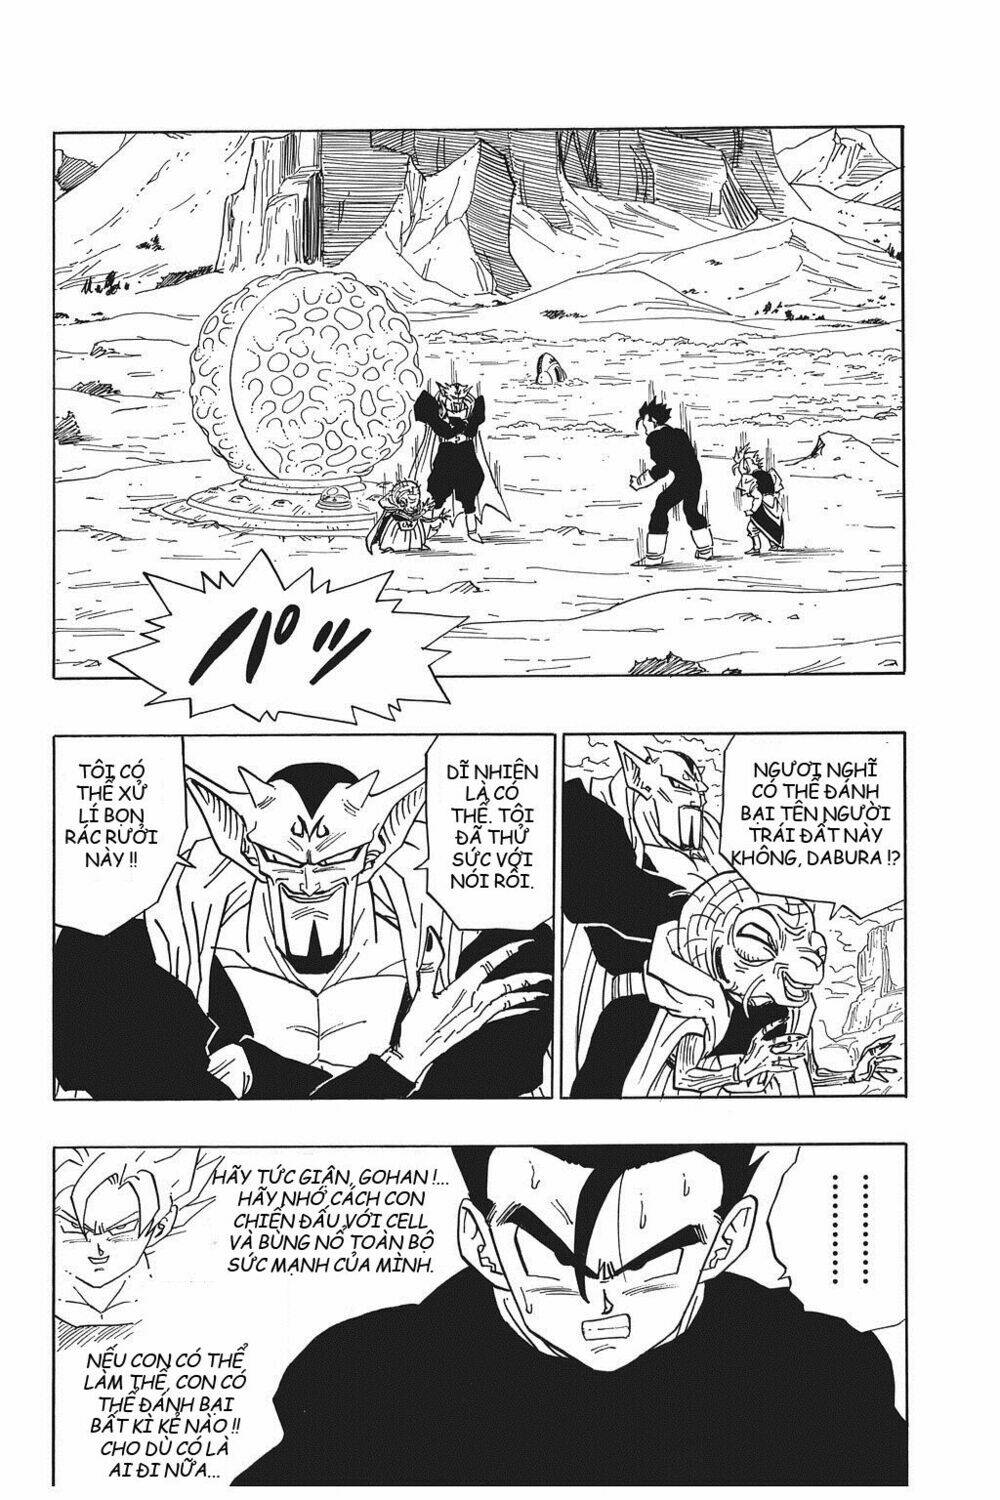 パッ
NGƯƠI NGHĨ
CÓ THỂ ĐÁNH
BẠI TÊN NGƯỜI
TRÁI ĐẤT NÀY
KHÔNG, DABURA !?
DĨ NHIÊN
LÀ CÓ
THỂ. TÔI
ĐÃ THỬ
SỨC VỚI
NÓI RỒI.
TÔI CÓ
THỂ XỬ
LÍ BỌN
RÁC RƯỞI
NÀY !!
..........
HÃY TỨC GIẬN, GOHAN !...
HÃY NHỚ CÁCH CON
CHIẾN ĐẤU VỚI CELL
VÀ BÙNG NỔ TOÀN BỘ
SỨC MẠNH CỦA MÌNH.
NẾU CON CÓ THỂ
LÀM THẾ, CON CÓ
THỂ ĐÁNH BẠI
BẤT KÌ KẺ NÀO !!
CHO DÙ CÓ LÀ
AI ĐI NỮA...